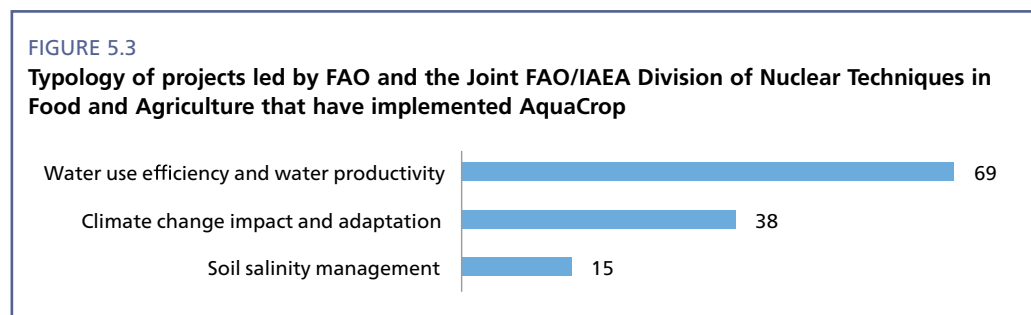 FIGURE 5.3
Typology of projects led by FAO and the Joint FAO/IAEA Division of Nuclear Techniques in
Food and Agriculture that have implemented AquaCrop
Water use efficiency and water productivity 69
Climate change impact and adaptation 38
Soil salinity management 15